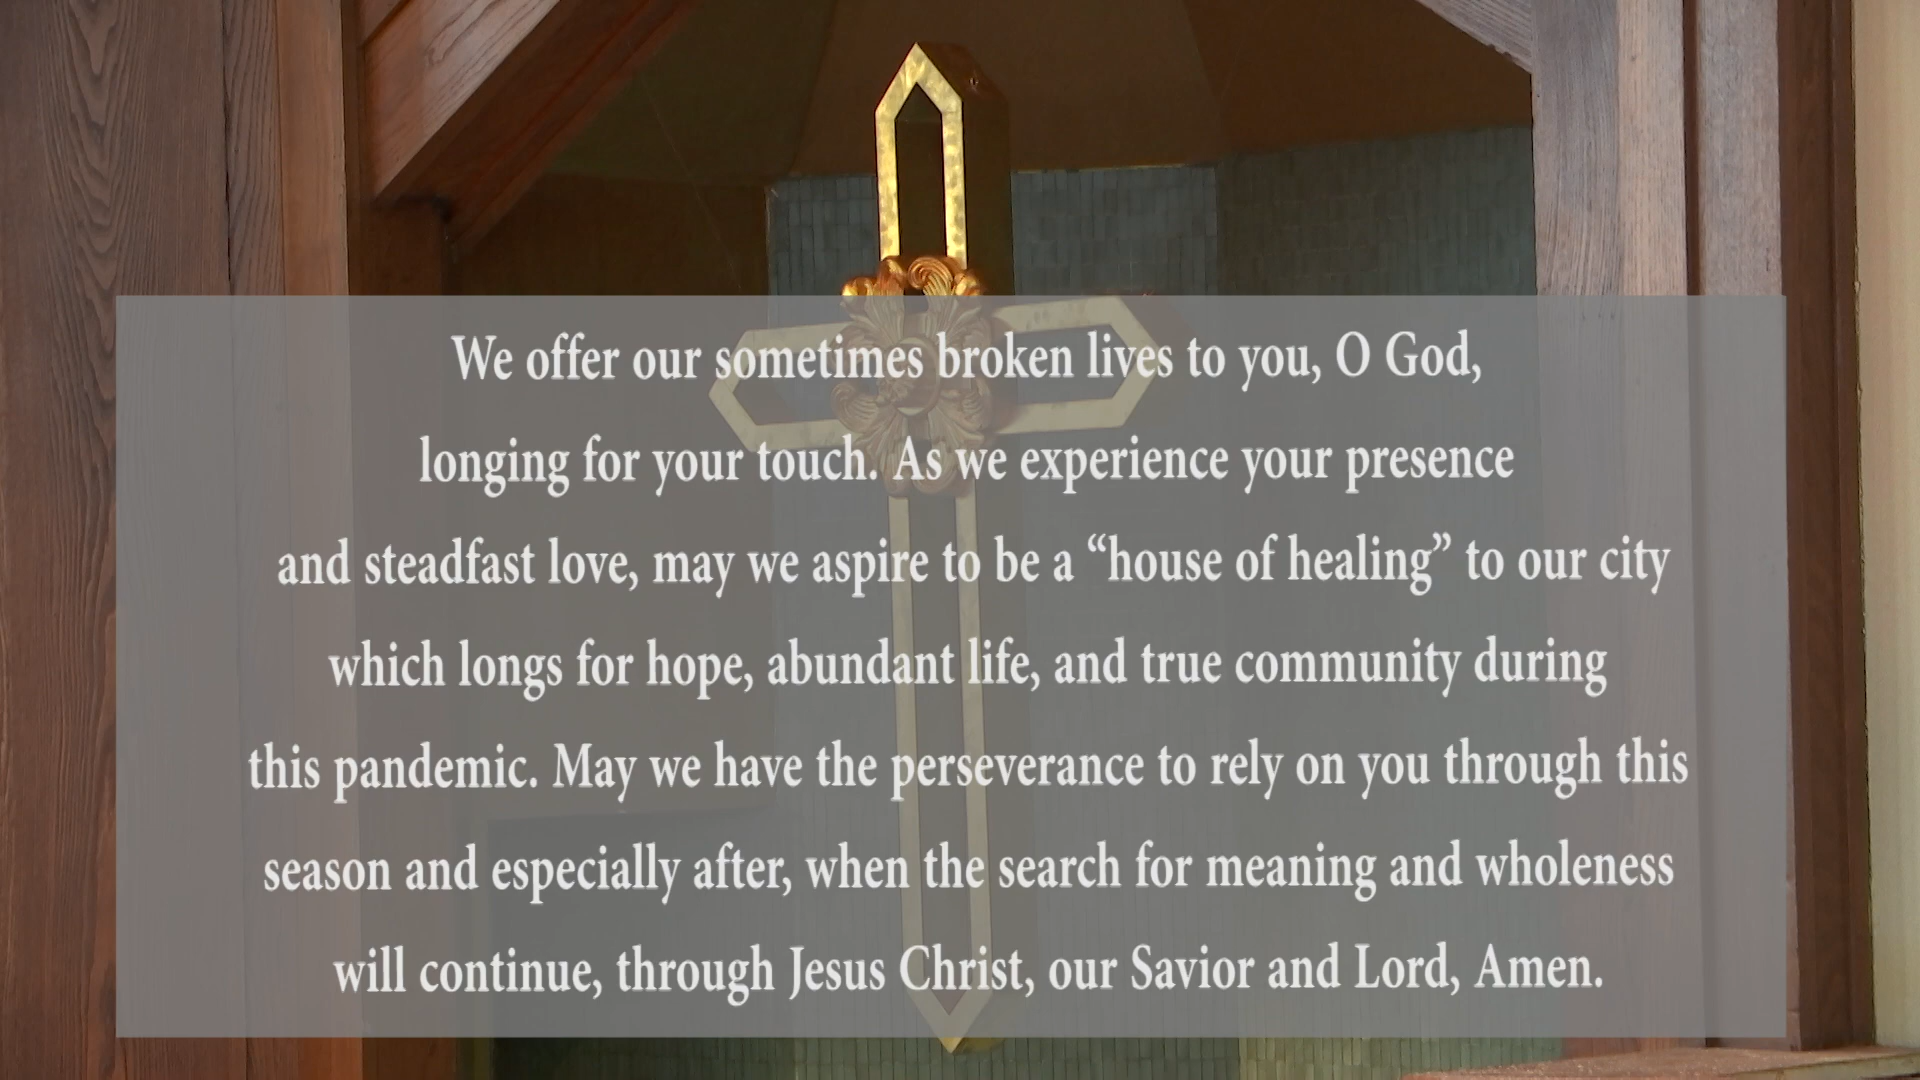 We offer our sometimes broken lives to you, O God,
longing for your touch. As we experience your presence
and steadfast love, may we aspire to be a “house of healing” to our city
which longs for hope, abundant life, and true community during
this pandemic. May we have the perseverance to rely on you through this
season and especially after, when the search for meaning and wholeness
will continue, through Jesus Christ, our Savior and Lord, Amen.